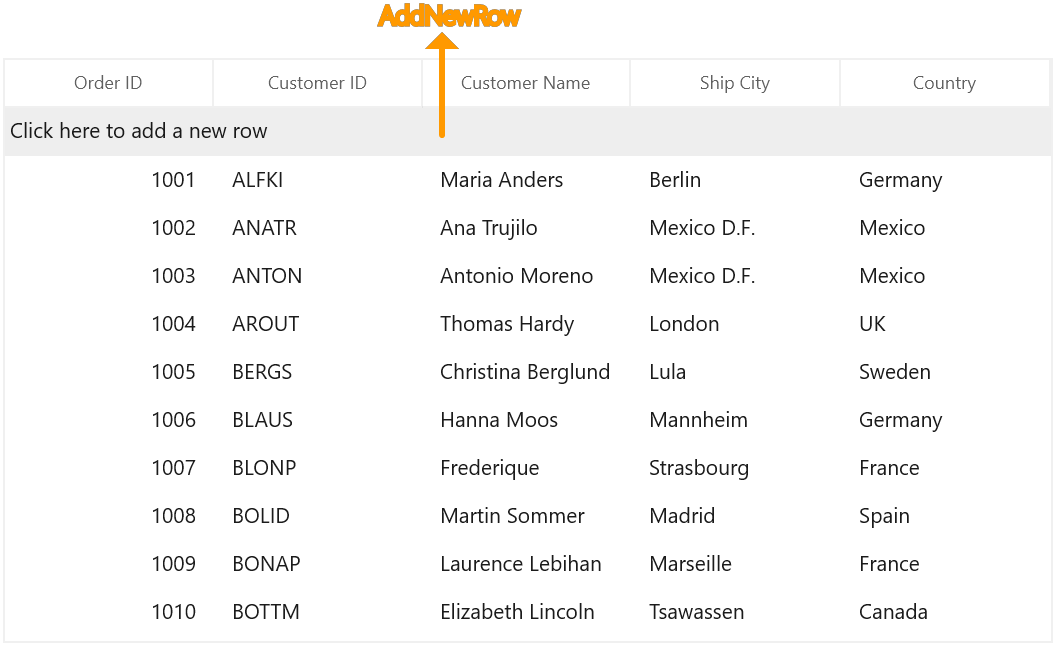 AddNewRow
Order ID Customer ID Customer Name Ship City Country
Click here to add a new row
1001 ALFKI Maria Anders Berlin Germany
1002 ANATR Ana Trujilo Mexico D.F. Mexico
1003 ANTON Antonio Moreno Mexico D.F. Mexico
1004 AROUT Thomas Hardy London UK
1005 BERGS Christina Berglund Lula Sweden
1006 BLAUS Hanna Moos Mannheim Germany
1007 BLONP Frederique Strasbourg France
1008 BOLID Martin Sommer Madrid Spain
1009 BONAP Laurence Lebihan Marseille France
1010 BOTTM Elizabeth Lincoln Tsawassen Canada